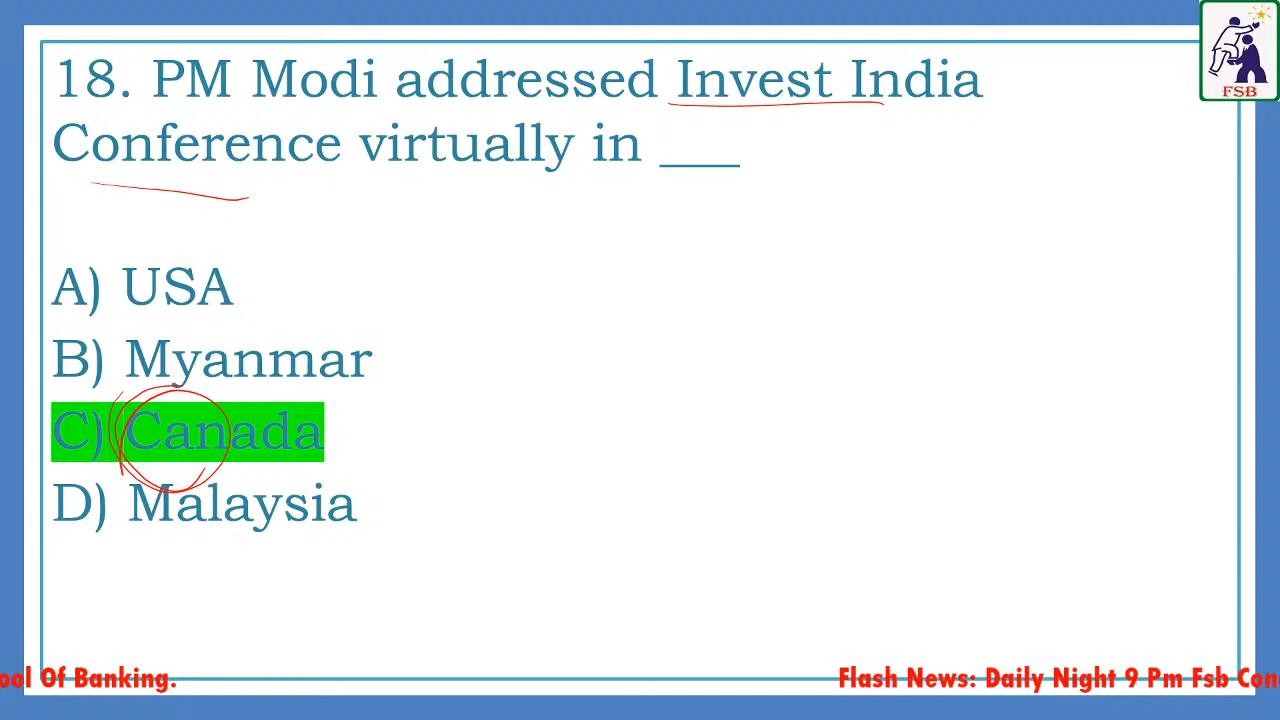 18. PM Modi addressed Invest India
Conference virtually in ___
A) USA
B) Myanmar
C) Canada
D) Malaysia
FSB
ool Of Banking.
Flash News: Daily Night 9 Pm Fsb Con